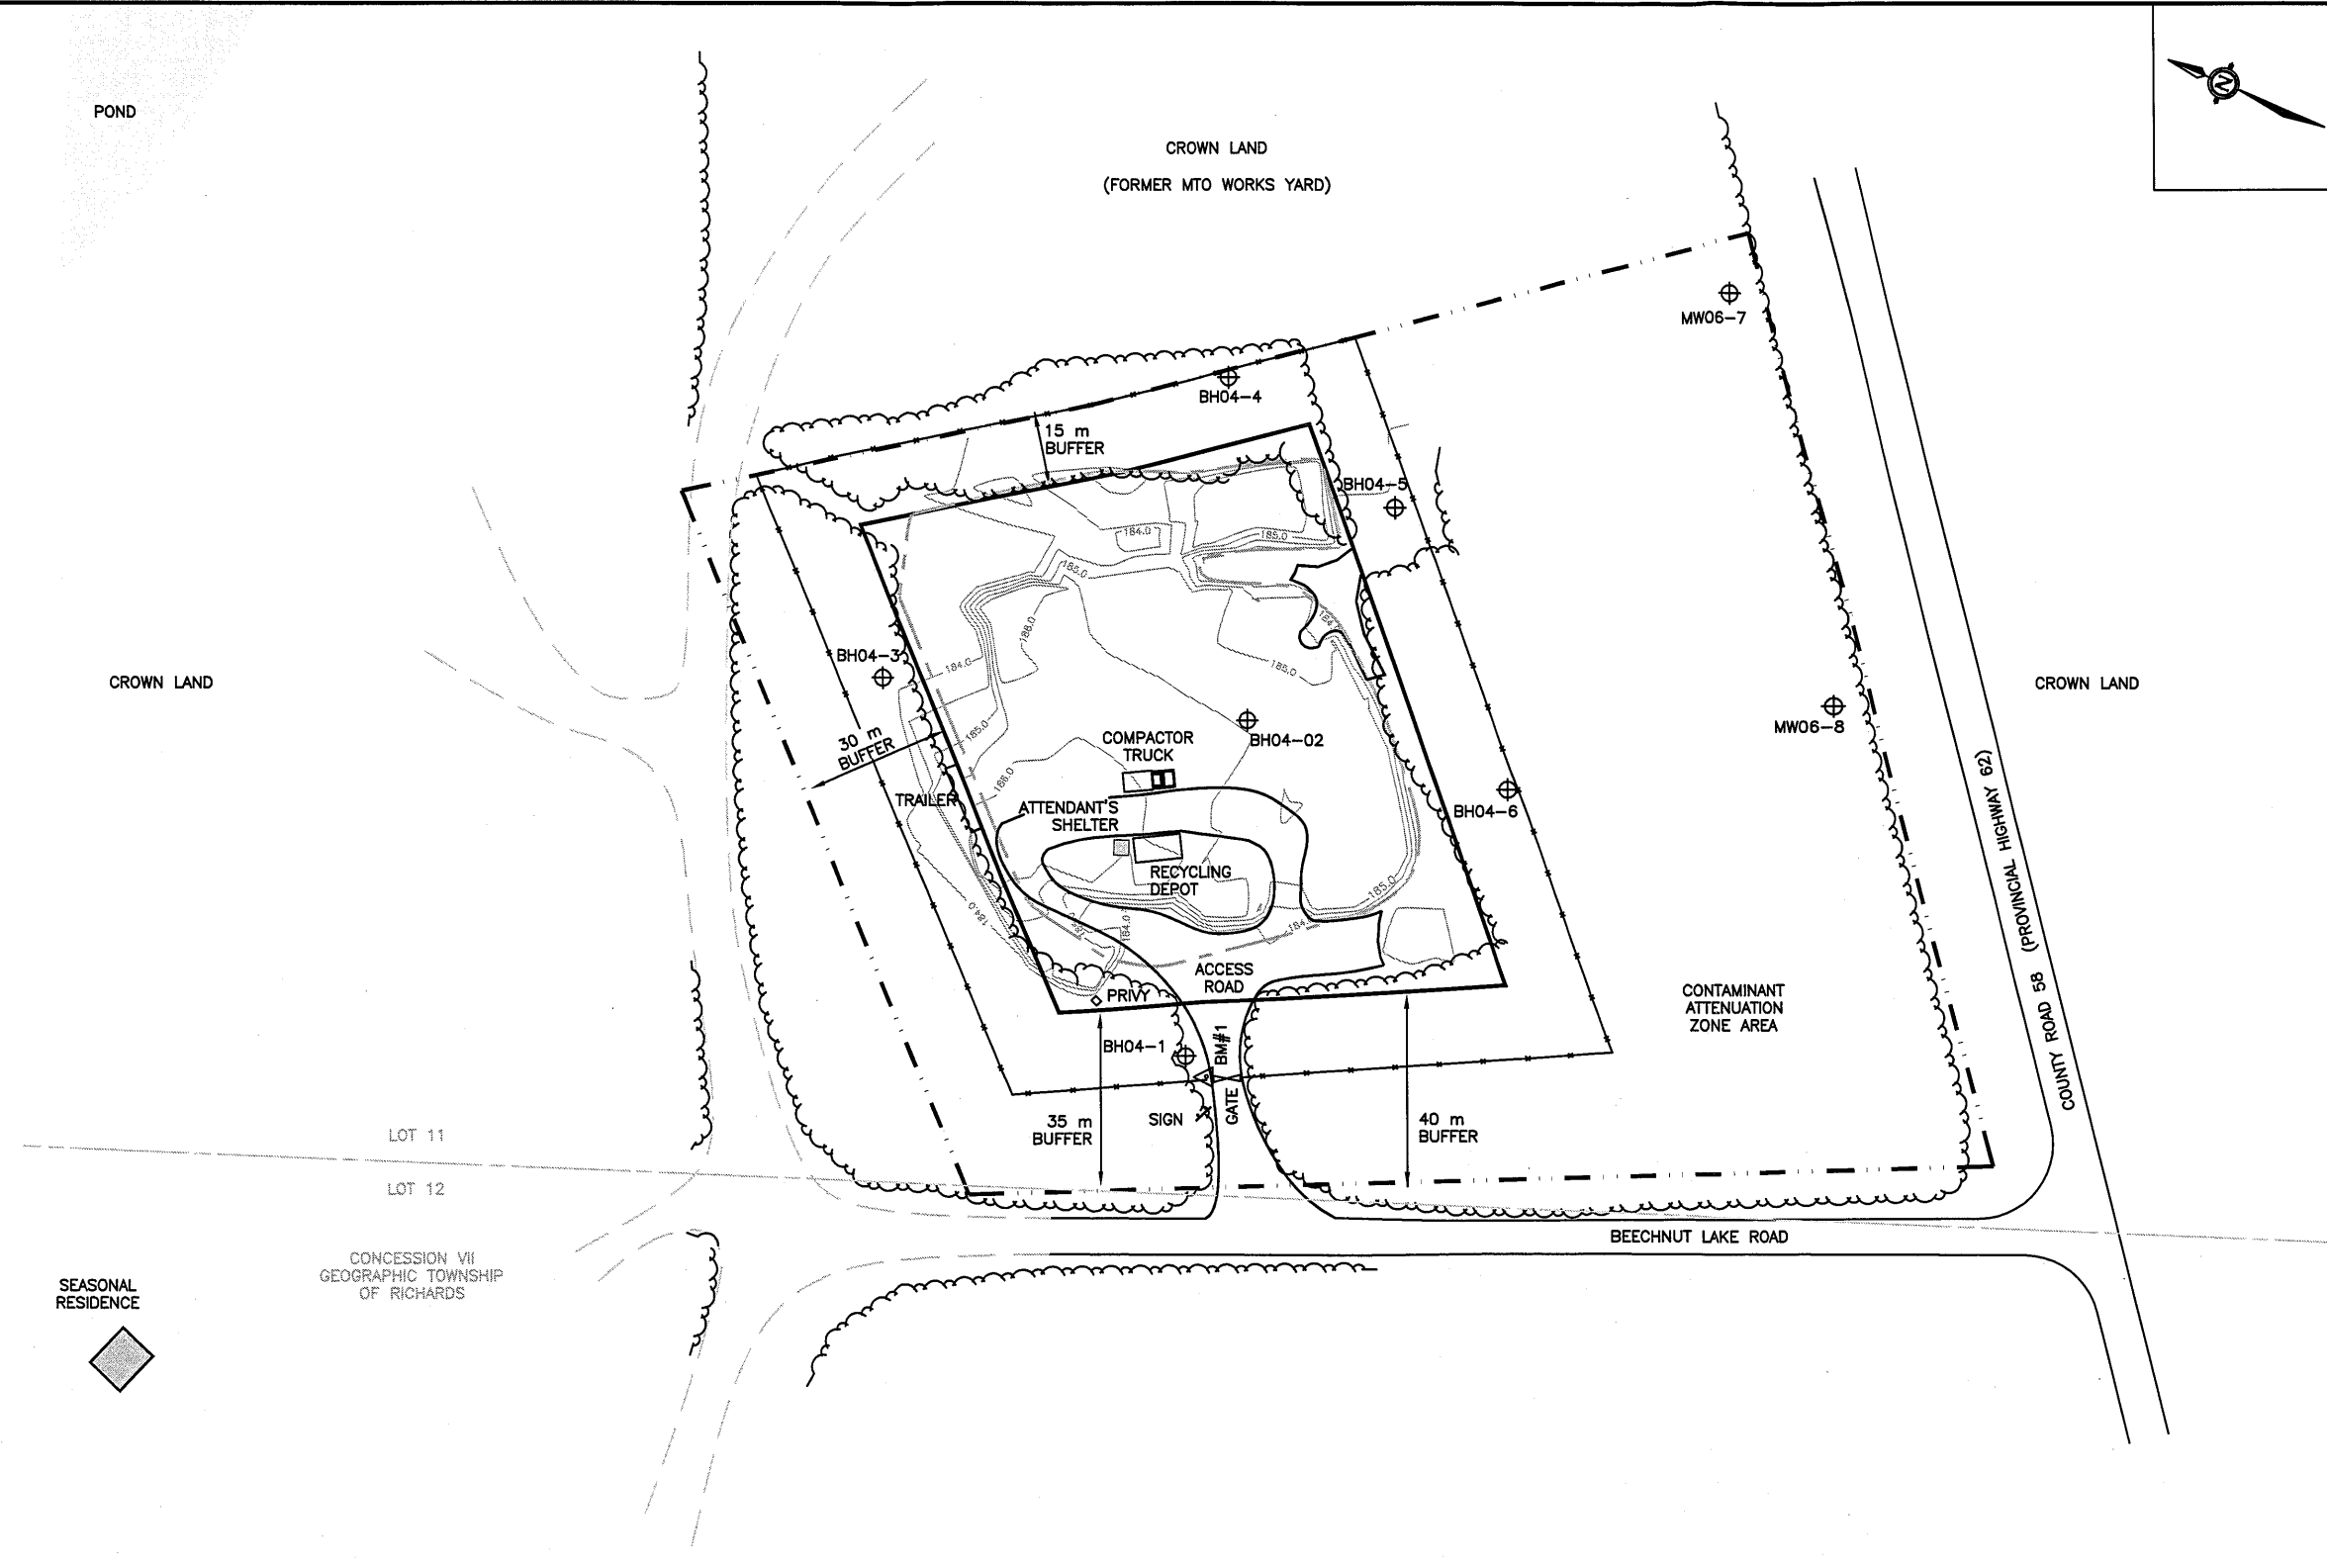 POND
N
CROWN LAND
(FORMER MTO WORKS YARD)
MW06-7
BH04-4
15 m
BUFFER
BH04-5
184.0
185.0
185.0
184.
186.0
BH04-3
184.0
185.0
CROWN LAND
CROWN LAND
MW06-8
185.0
30 m
BUFFER
BH04-02
COMPACTOR
TRUCK
186.0
TRAILER
ATTENDANT'S
SHELTER
BH04-6
RECYCLING
DEPOT
185.0
184.0
184.0
184.
ACCESS
ROAD
PRIVY
CONTAMINANT
ATTENUATION
ZONE AREA
COUNTY ROAD 58 (PROVINCIAL HIGHWAY 62)
BH04-1
BM#1
GATE
SIGN
35 m
BUFFER
40 m
BUFFER
LOT 11
LOT 12
BEECHNUT LAKE ROAD
CONCESSION VII
GEOGRAPHIC TOWNSHIP
OF RICHARDS
SEASONAL
RESIDENCE